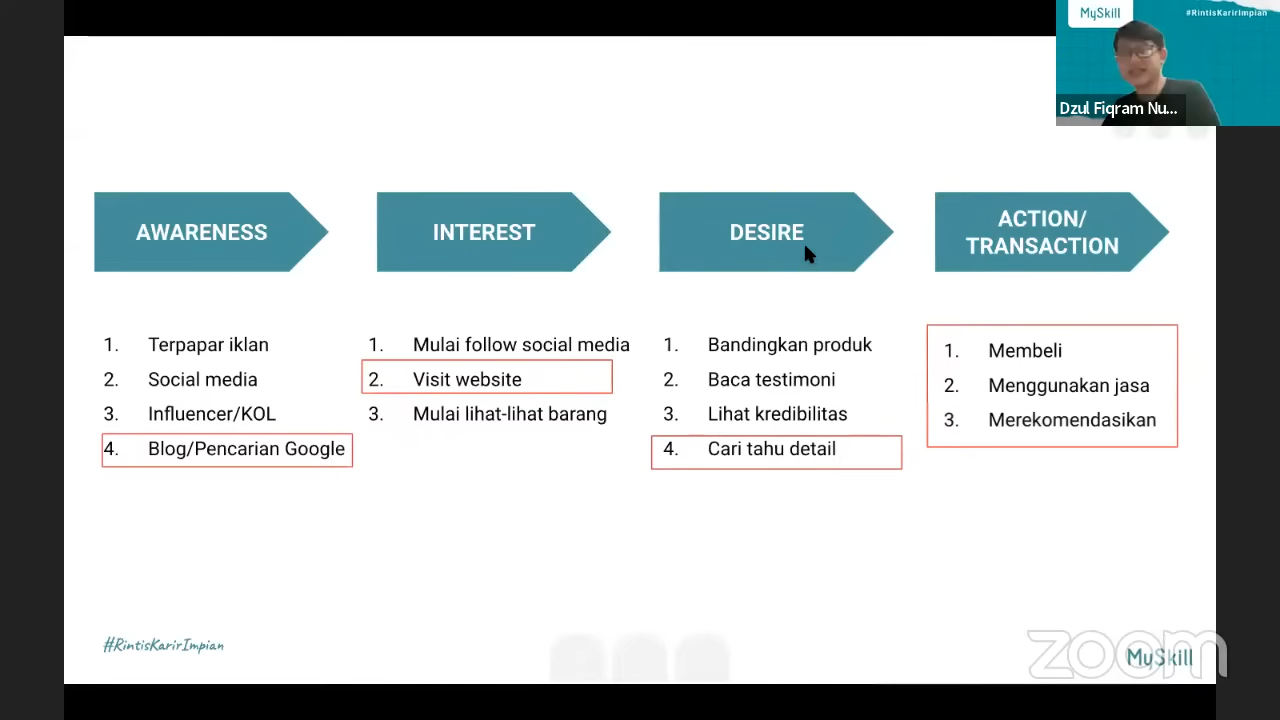 MySkill
#RintisKarirImpian
Dzul Fiqram Nu...
AWARENESS
INTEREST
DESIRE
ACTION/
TRANSACTION
1. Terpapar iklan
2. Social media
3. Influencer/KOL
4. Blog/Pencarian Google
1. Mulai follow social media
2. Visit website
3. Mulai lihat-lihat barang
1. Bandingkan produk
2. Baca testimoni
3. Lihat kredibilitas
4. Cari tahu detail
1. Membeli
2. Menggunakan jasa
3. Merekomendasikan
#RintisKarirImpian
zoom
MySkill